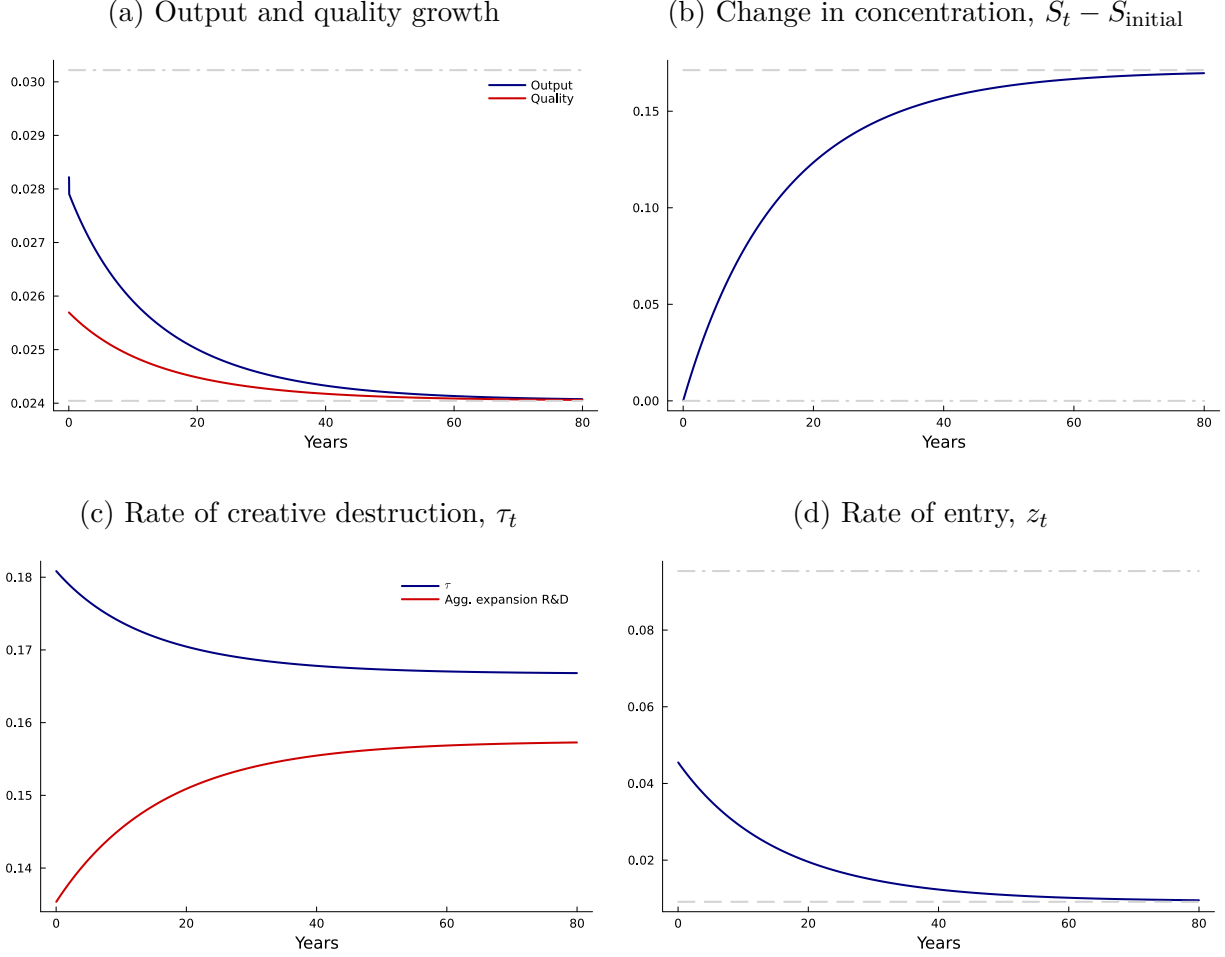 (a) Output and quality growth
0.030
0.029
0.028
0.027
0.026
0.025
0.024
Output
Quality
0 20 40 60 80
Years
(b) Change in concentration, S_t − S_initial
0.15
0.10
0.05
0.00
0 20 40 60 80
Years
(c) Rate of creative destruction, τ_t
0.18
0.17
0.16
0.15
0.14
τ
Agg. expansion R&D
0 20 40 60 80
Years
(d) Rate of entry, z_t
0.08
0.06
0.04
0.02
0 20 40 60 80
Years